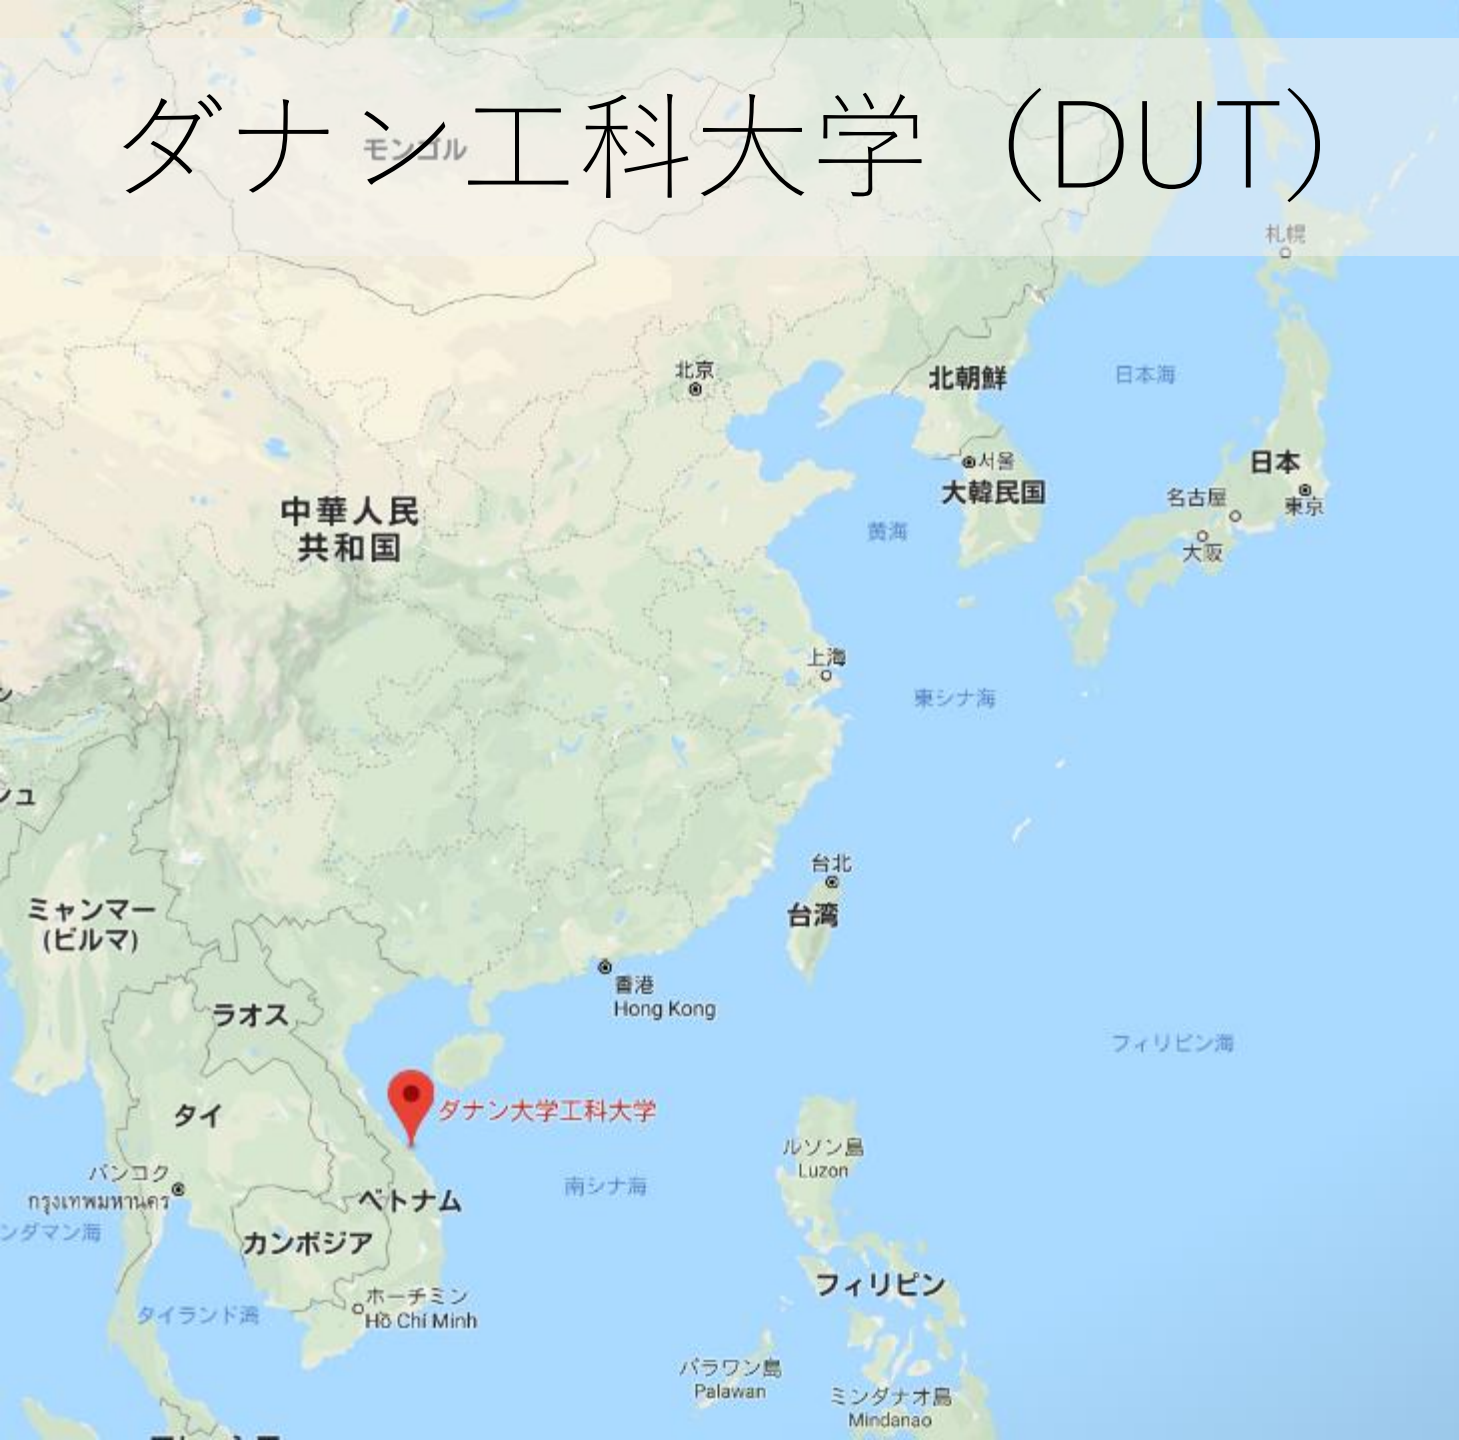 ダナン工科大学（DUT）
モンゴル
札幌
北京
北朝鮮
日本海
서울
大韓民国
日本
名古屋
東京
大阪
中華人民
共和国
黄海
上海
東シナ海
シュ
台北
台湾
ミャンマー
(ビルマ)
香港
Hong Kong
ラオス
フィリピン海
ダナン大学工科大学
タイ
ルソン島
Luzon
バンコク
กรุงเทพมหานคร
南シナ海
ベトナム
ンダマン海
カンボジア
フィリピン
ホーチミン
Hồ Chí Minh
タイランド湾
パラワン島
Palawan
ミンダナオ島
Mindanao